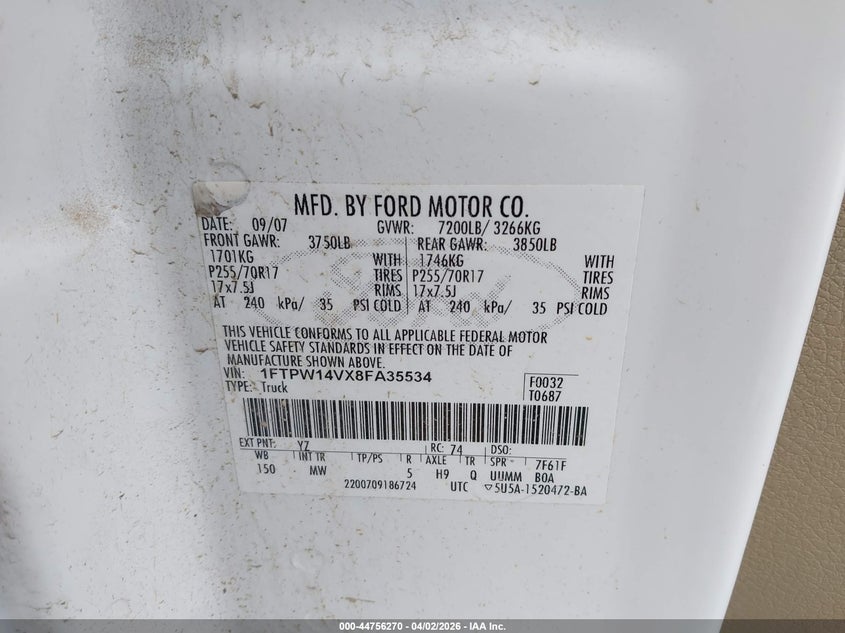 MFD. BY FORD MOTOR CO.
DATE: 09/07 GVWR: 7200LB/ 3266KG
FRONT GAWR: 3750LB REAR GAWR: 3850LB
1701KG WITH 1746KG WITH
P255/70R17 TIRES P255/70R17 TIRES
17x7.5J RIMS 17x7.5J RIMS
AT 240 kPa/ 35 PSI COLD AT 240 kPa/ 35 PSI COLD
THIS VEHICLE CONFORMS TO ALL APPLICABLE FEDERAL MOTOR
VEHICLE SAFETY STANDARDS IN EFFECT ON THE DATE OF
MANUFACTURE SHOWN ABOVE.
VIN: 1FTPW14VX8FA35534
TYPE: Truck
F0032
T0687
EXT PNT: YZ RC: 74 DSO:
WB INT TR TP/PS R AXLE TR SPR 7F61F
150 MW 5 H9 Q UUMM B0A
2200709186724 UTC ▽5U5A-1520472-BA
Ford
000-44756270 - 04/02/2026 - IAA Inc.